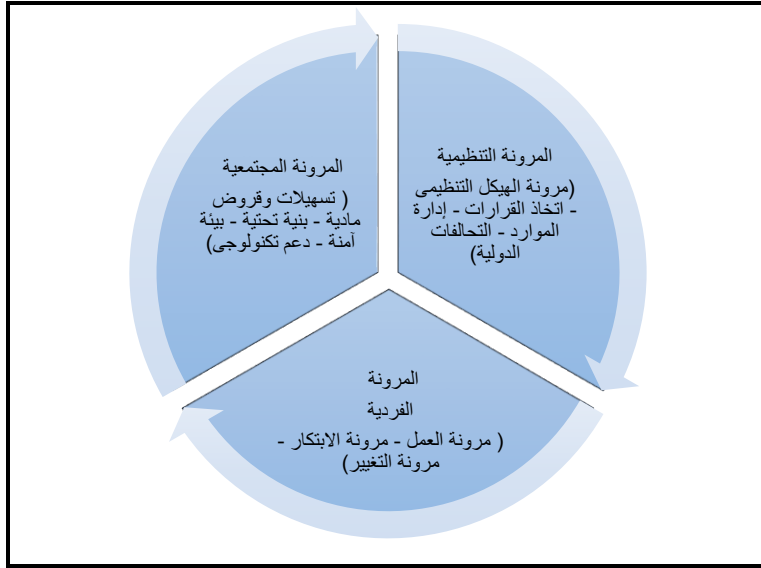 المرونة التنظيمية
(مرونة الهيكل التنظيمى
- اتخاذ القرارات - إدارة
الموارد - التحالفات
الدولية)
المرونة
الفردية
( مرونة العمل - مرونة الابتكار -
مرونة التغيير)
المرونة المجتمعية
( تسهيلات وقروض
مادية - بنية تحتية - بيئة
آمنة - دعم تكنولوجى)